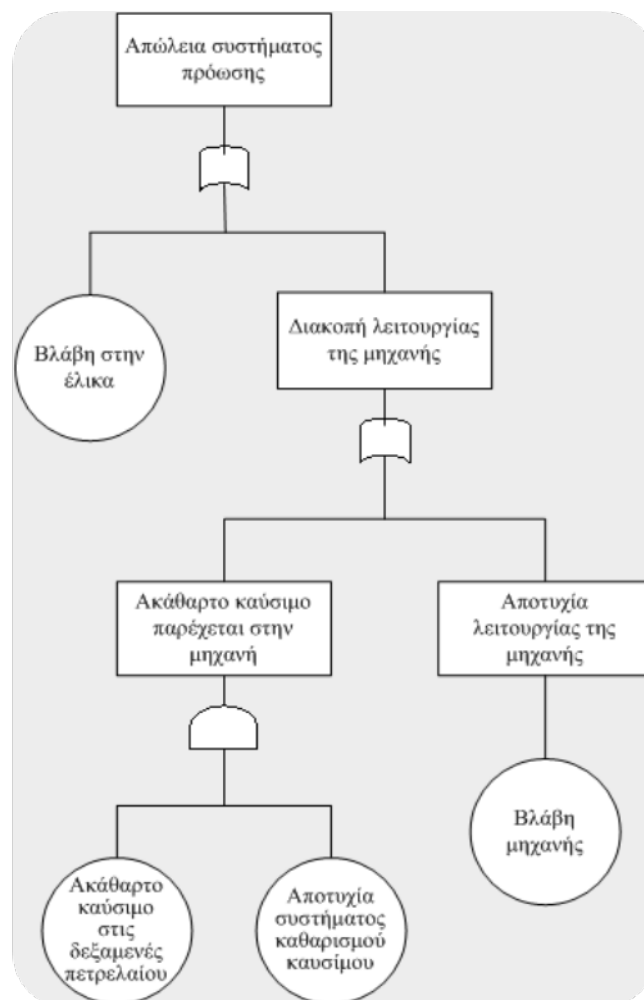 Απώλεια συστήματος
πρόωσης
Βλάβη στην
έλικα
Διακοπή λειτουργίας
της μηχανής
Ακάθαρτο καύσιμο
παρέχεται στην
μηχανή
Αποτυχία
λειτουργίας της
μηχανής
Βλάβη
μηχανής
Ακάθαρτο
καύσιμο
στις
δεξαμενές
πετρελαίου
Αποτυχία
συστήματος
καθαρισμού
καυσίμου